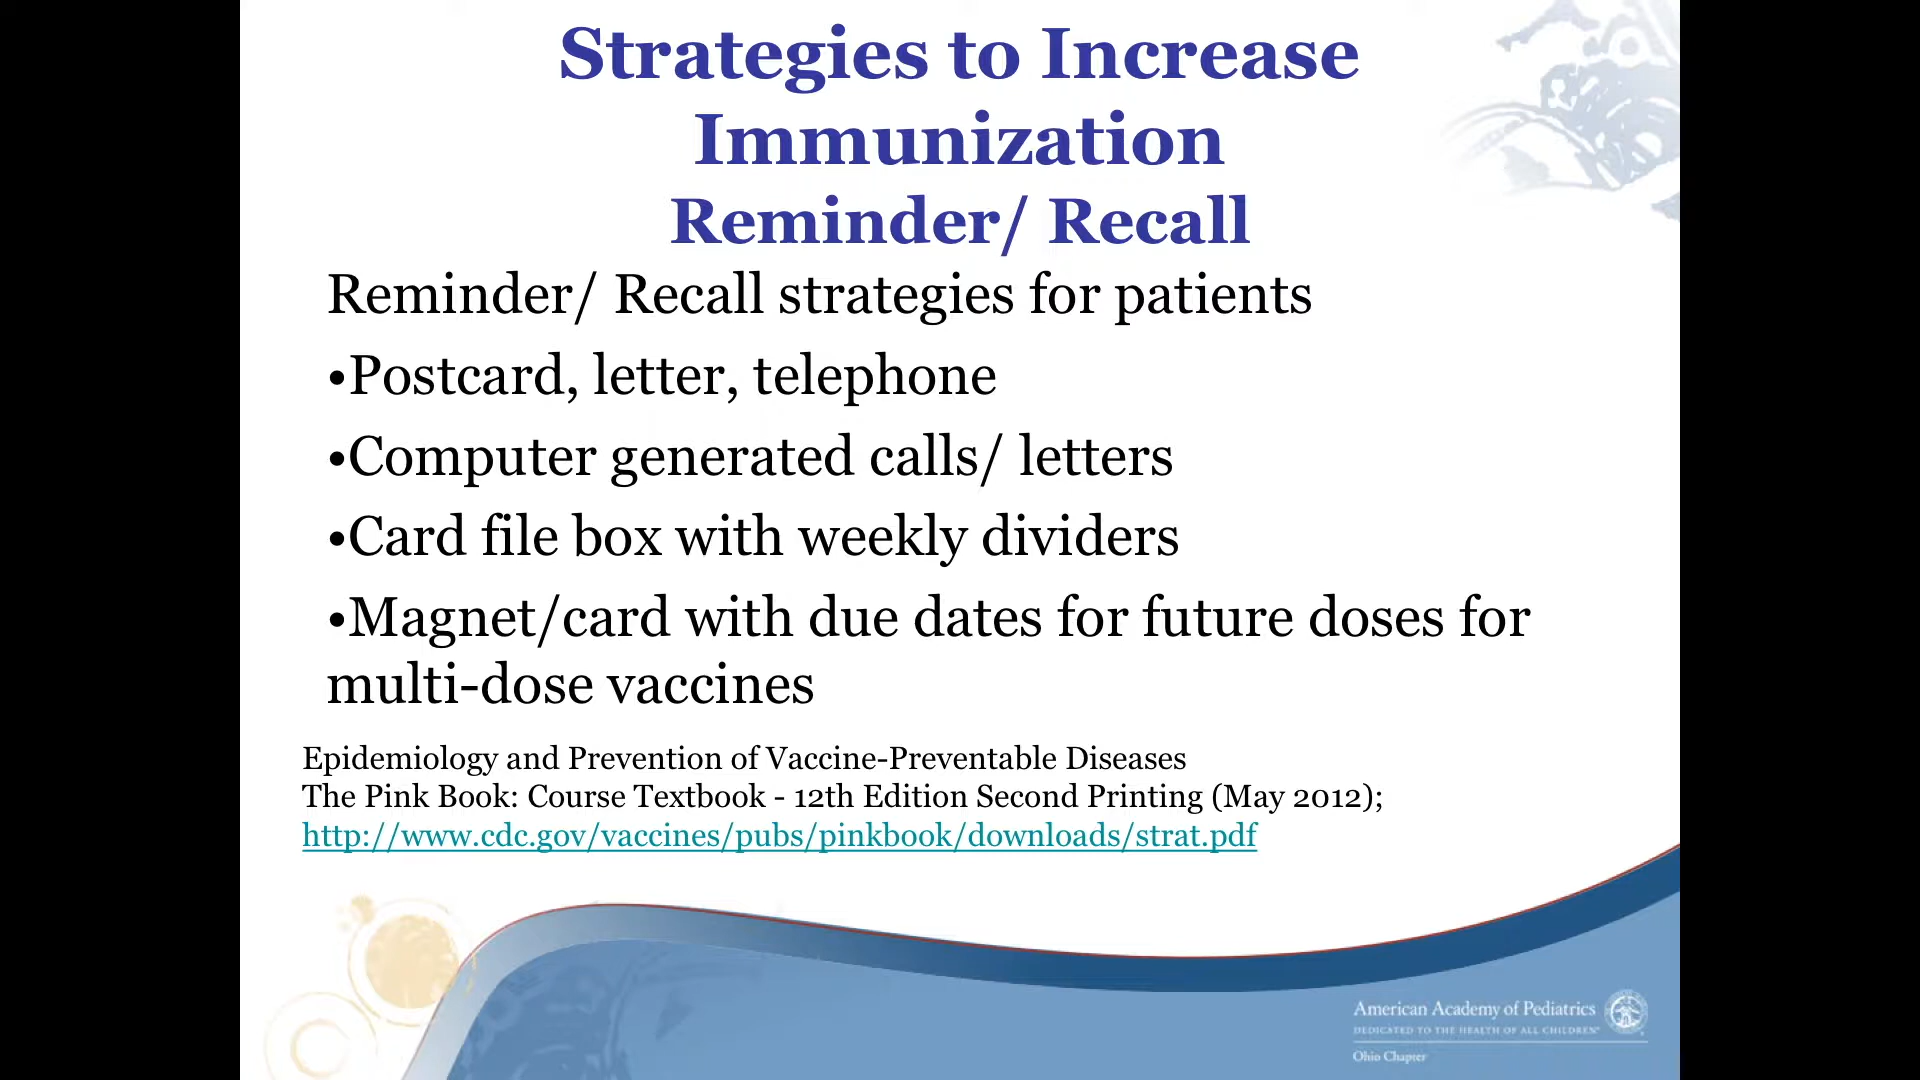 Strategies to Increase
Immunization
Reminder/ Recall
Reminder/ Recall strategies for patients
•Postcard, letter, telephone
•Computer generated calls/ letters
•Card file box with weekly dividers
•Magnet/card with due dates for future doses for
multi-dose vaccines
Epidemiology and Prevention of Vaccine-Preventable Diseases
The Pink Book: Course Textbook - 12th Edition Second Printing (May 2012);
http://www.cdc.gov/vaccines/pubs/pinkbook/downloads/strat.pdf
American Academy of Pediatrics
DEDICATED TO THE HEALTH OF ALL CHILDREN®
Ohio Chapter